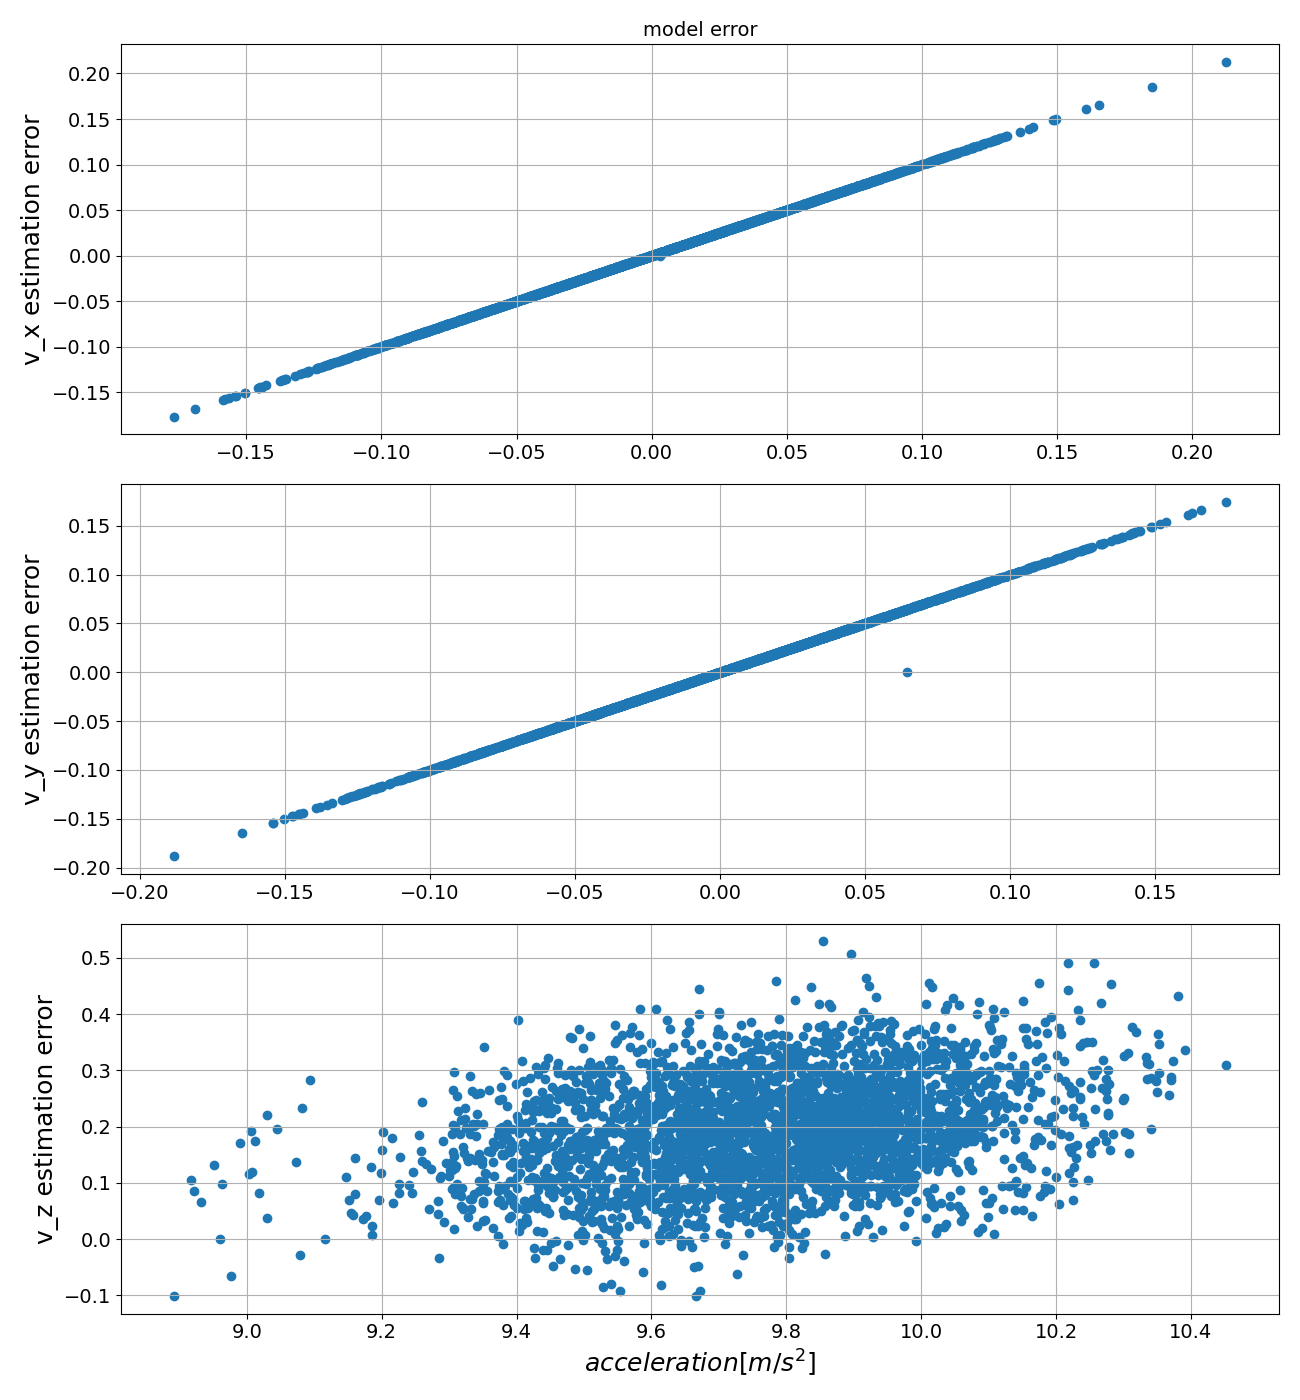 model error
v_x estimation error
0.20
0.15
0.10
0.05
0.00
−0.05
−0.10
−0.15
−0.15 −0.10 −0.05 0.00 0.05 0.10 0.15 0.20
v_y estimation error
0.15
0.10
0.05
0.00
−0.05
−0.10
−0.15
−0.20
−0.20 −0.15 −0.10 −0.05 0.00 0.05 0.10 0.15
v_z estimation error
0.5
0.4
0.3
0.2
0.1
0.0
−0.1
9.0 9.2 9.4 9.6 9.8 10.0 10.2 10.4
acceleration[m/s²]